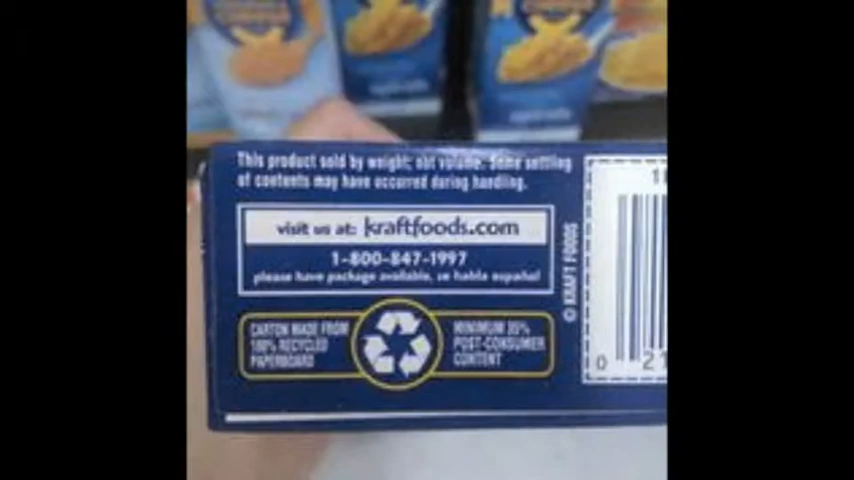 This product sold by weight, not volume. Some settling
of contents may have occurred during handling.
visit us at: kraftfoods.com
1-800-847-1997
please have package available, se habla español
© KRAFT FOODS
CARTON MADE FROM
100% RECYCLED
PAPERBOARD
MINIMUM 35%
POST-CONSUMER
CONTENT
0 21